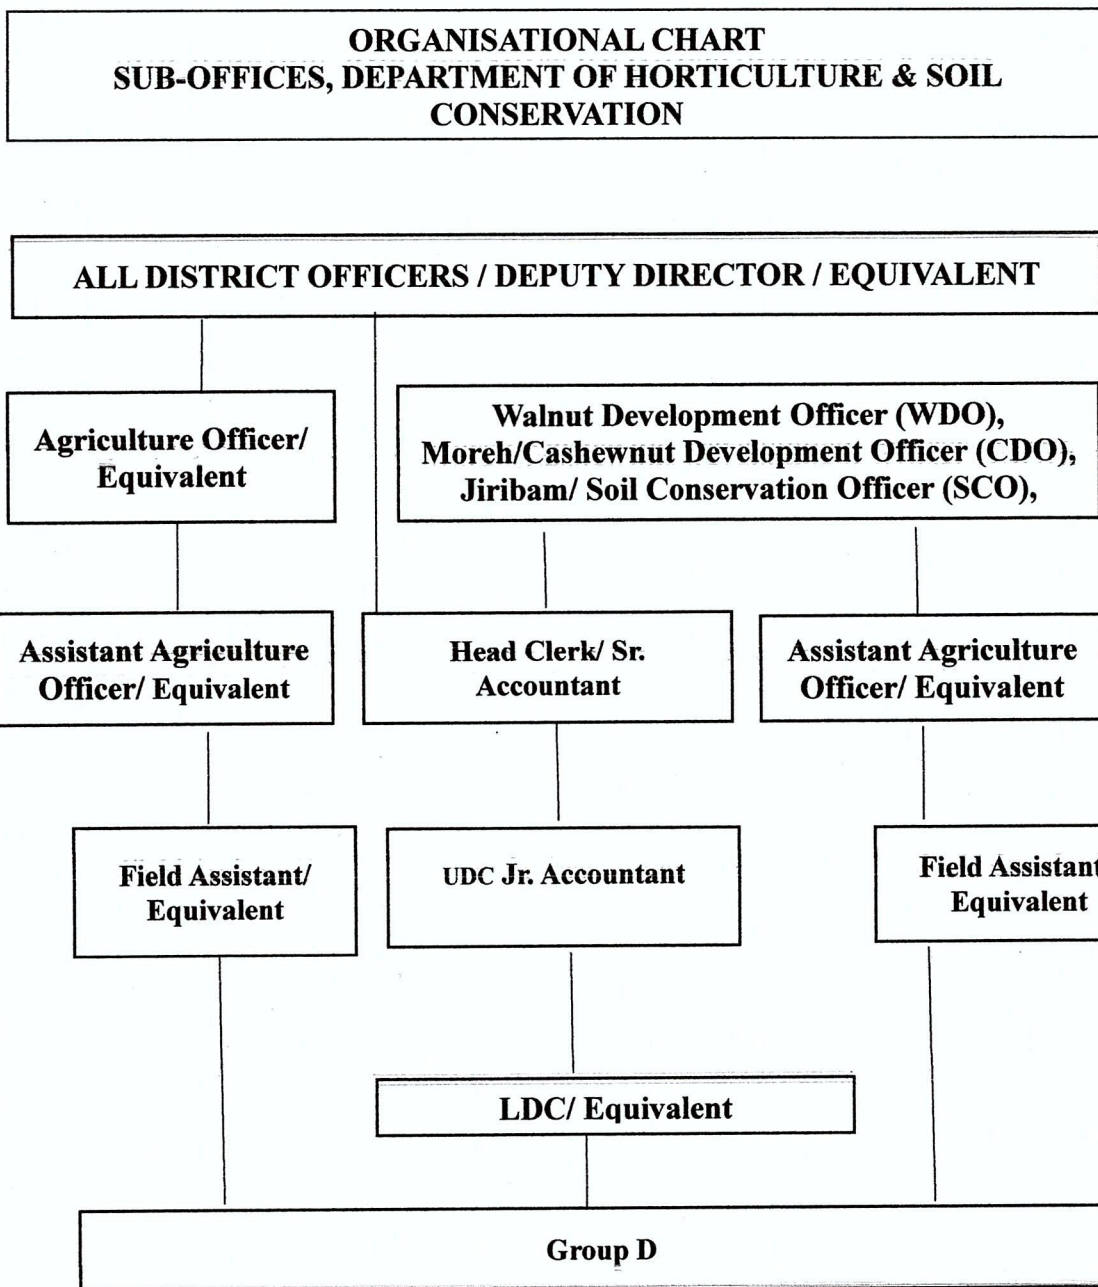 ORGANISATIONAL CHART
SUB-OFFICES, DEPARTMENT OF HORTICULTURE & SOIL
CONSERVATION
ALL DISTRICT OFFICERS / DEPUTY DIRECTOR / EQUIVALENT
Agriculture Officer/
Equivalent
Walnut Development Officer (WDO),
Moreh/Cashewnut Development Officer (CDO),
Jiribam/ Soil Conservation Officer (SCO),
Assistant Agriculture
Officer/ Equivalent
Head Clerk/ Sr.
Accountant
Assistant Agriculture
Officer/ Equivalent
Field Assistant/
Equivalent
UDC Jr. Accountant
Field Assistant
Equivalent
LDC/ Equivalent
Group D